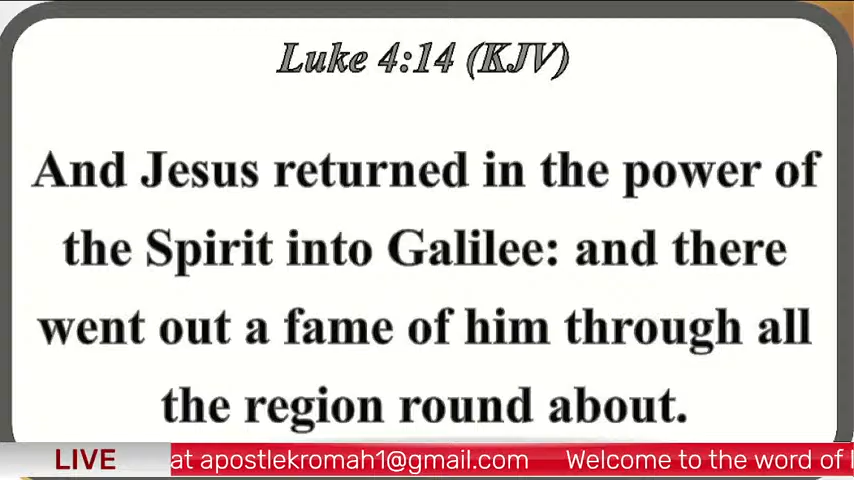 Luke 4:14 (KJV)
And Jesus returned in the power of
the Spirit into Galilee: and there
went out a fame of him through all
the region round about.
LIVE at apostlekromah1@gmail.com Welcome to the word of